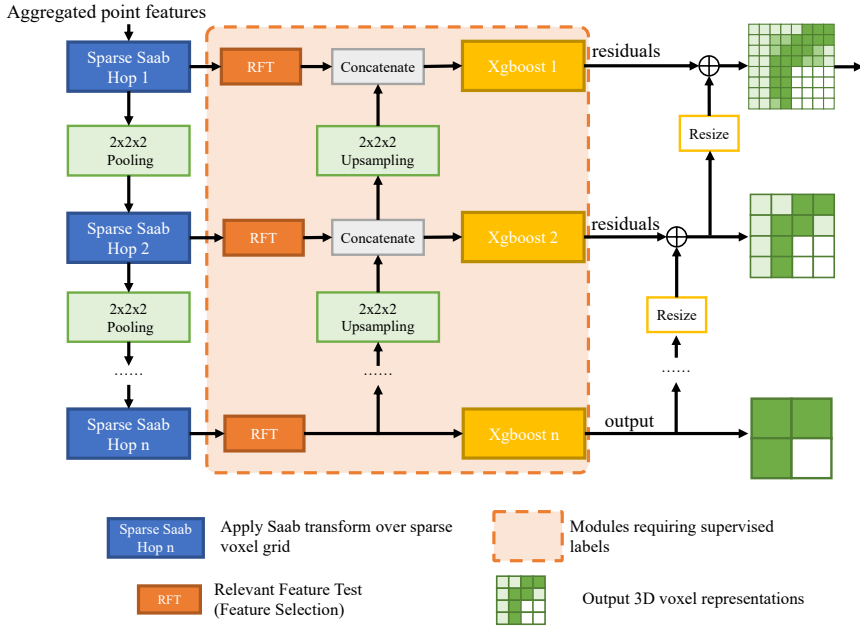 Aggregated point features
Sparse Saab
Hop 1
RFT
Concatenate
Xgboost 1
residuals
2x2x2
Pooling
2x2x2
Upsampling
Resize
Sparse Saab
Hop 2
RFT
Concatenate
Xgboost 2
residuals
2x2x2
Pooling
2x2x2
Upsampling
Resize
......
......
......
Sparse Saab
Hop n
RFT
Xgboost n
output
Sparse Saab
Hop n
Apply Saab transform over sparse
voxel grid
Modules requiring supervised
labels
RFT
Relevant Feature Test
(Feature Selection)
Output 3D voxel representations